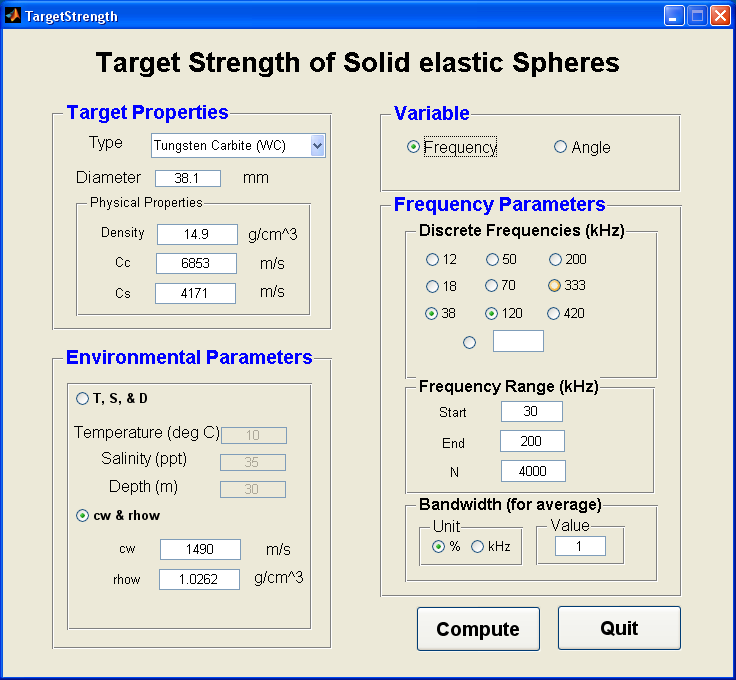 TargetStrength
Target Strength of Solid elastic Spheres
Target Properties
Type Tungsten Carbite (WC)
Diameter 38.1 mm
Physical Properties
Density 14.9 g/cm^3
Cc 6853 m/s
Cs 4171 m/s
Environmental Parameters
T, S, & D
Temperature (deg C) 10
Salinity (ppt) 35
Depth (m) 30
cw & rhow
cw 1490 m/s
rhow 1.0262 g/cm^3
Variable
Frequency Angle
Frequency Parameters
Discrete Frequencies (kHz)
12 50 200
18 70 333
38 120 420
Frequency Range (kHz)
Start 30
End 200
N 4000
Bandwidth (for average)
Unit Value
% kHz 1
Compute Quit